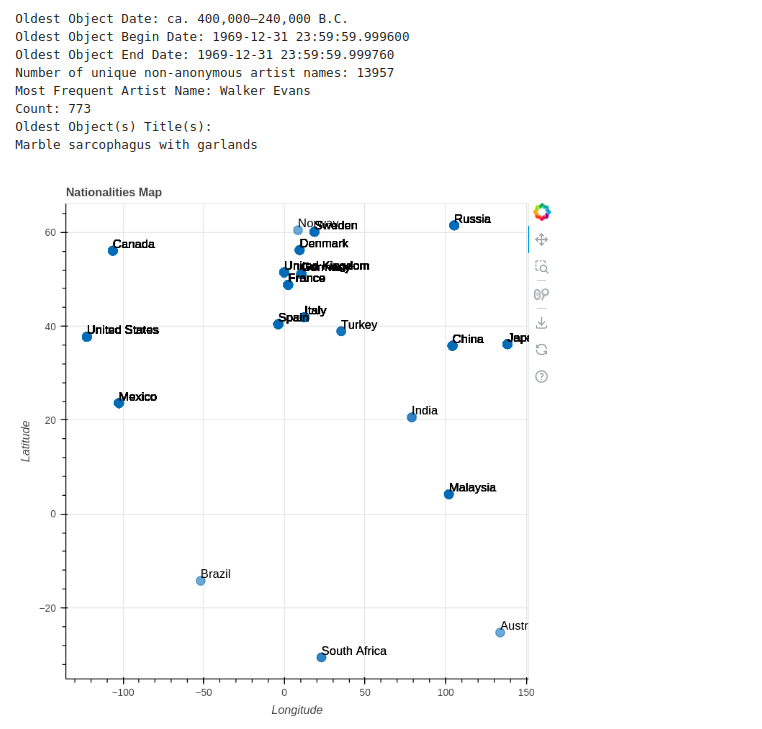 Oldest Object Date: ca. 400,000–240,000 B.C.
Oldest Object Begin Date: 1969-12-31 23:59:59.999600
Oldest Object End Date: 1969-12-31 23:59:59.999760
Number of unique non-anonymous artist names: 13957
Most Frequent Artist Name: Walker Evans
Count: 773
Oldest Object(s) Title(s):
Marble sarcophagus with garlands
Nationalities Map
Norway
Sweden
Russia
Canada
Denmark
United Kingdom
France
Italy
Spain
Turkey
United States
China
Jap
Mexico
India
Malaysia
Brazil
Austr
South Africa
60
40
20
0
−20
Latitude
−100 −50 0 50 100 150
Longitude